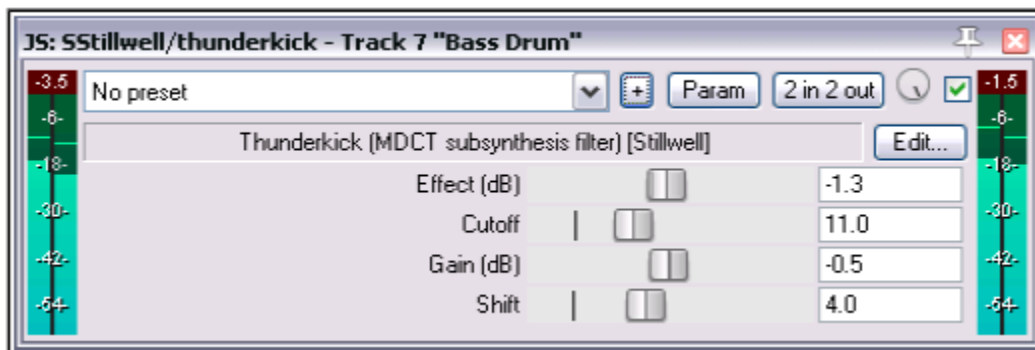 JS: SStillwell/thunderkick - Track 7 "Bass Drum"
-3.5 No preset + Param 2 in 2 out -1.5
-6- -6-
Thunderkick (MDCT subsynthesis filter) [Stillwell] Edit...
-18- -18-
Effect (dB) -1.3
-30- -30-
Cutoff 11.0
-42- Gain (dB) -0.5 -42-
-54- Shift 4.0 -54-